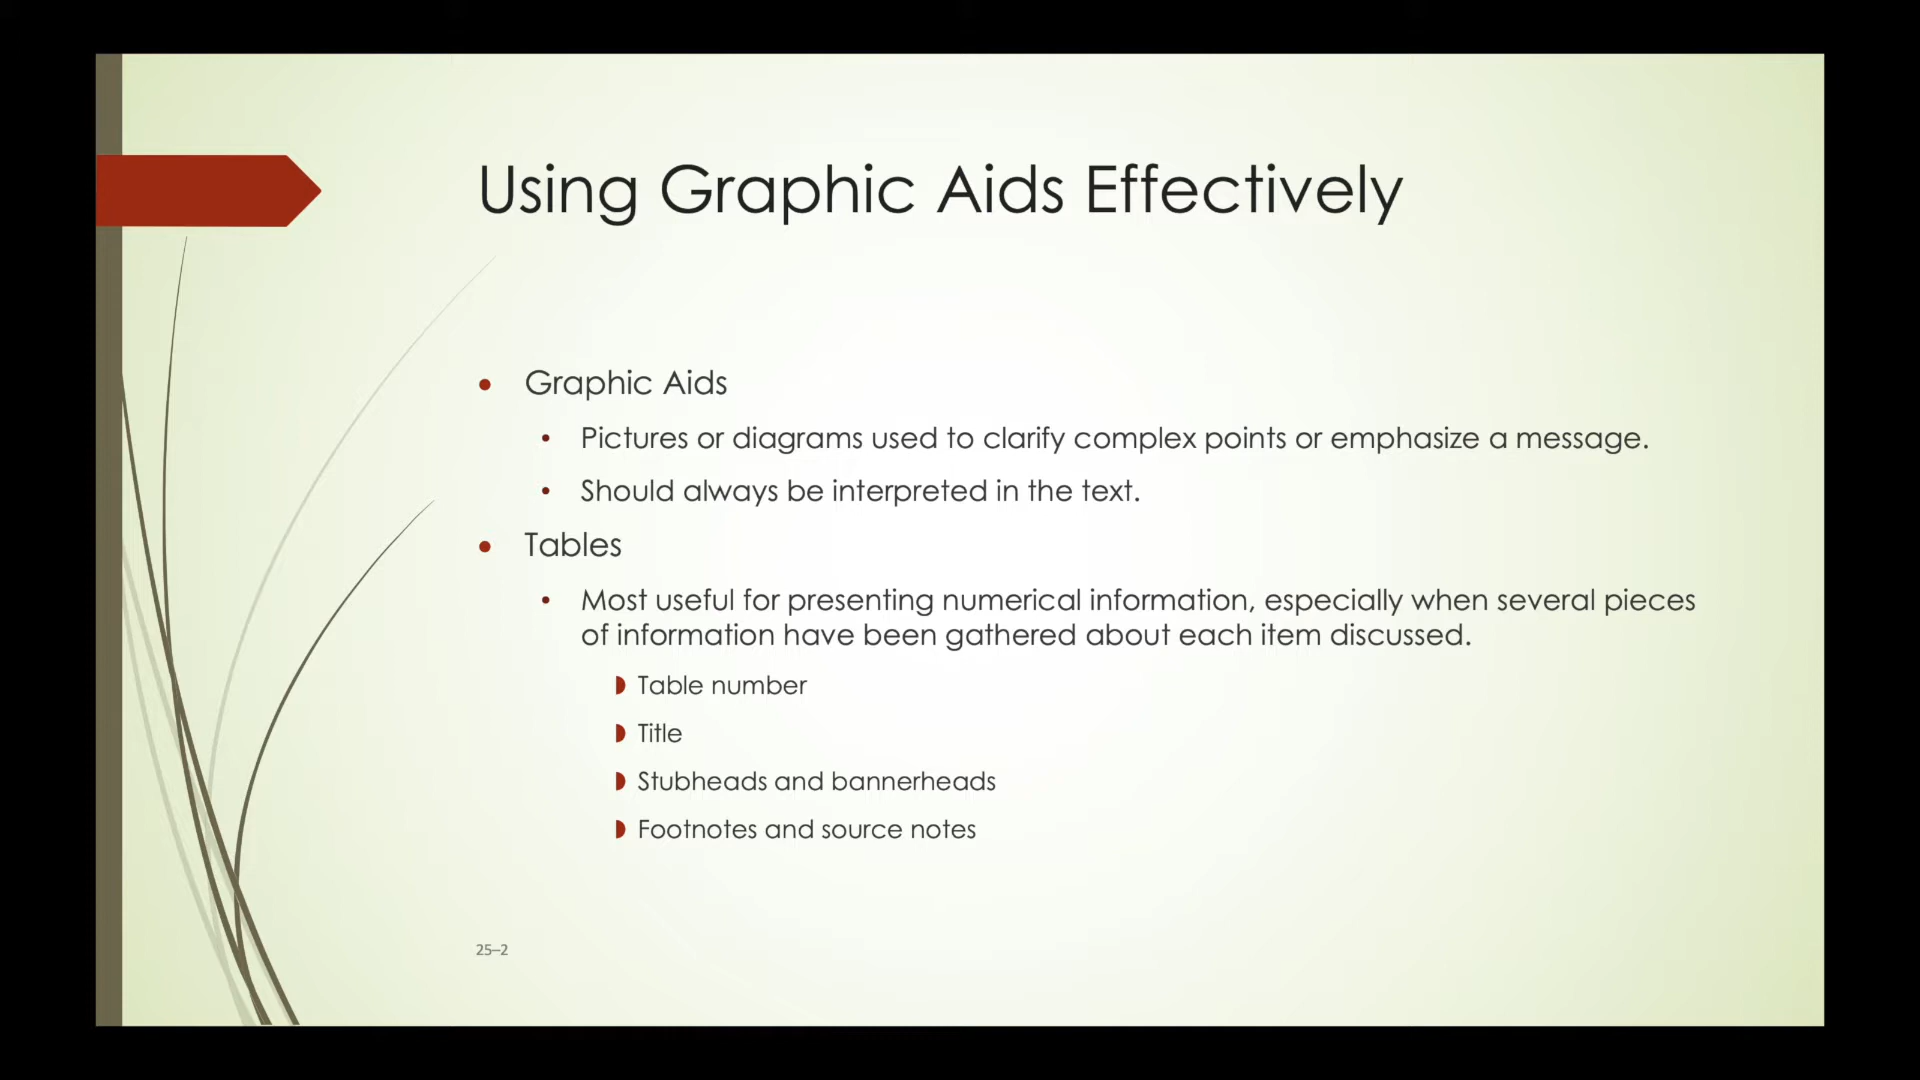 Using Graphic Aids Effectively
Graphic Aids
Pictures or diagrams used to clarify complex points or emphasize a message.
Should always be interpreted in the text.
Tables
Most useful for presenting numerical information, especially when several pieces
of information have been gathered about each item discussed.
Table number
Title
Stubheads and bannerheads
Footnotes and source notes
25–2